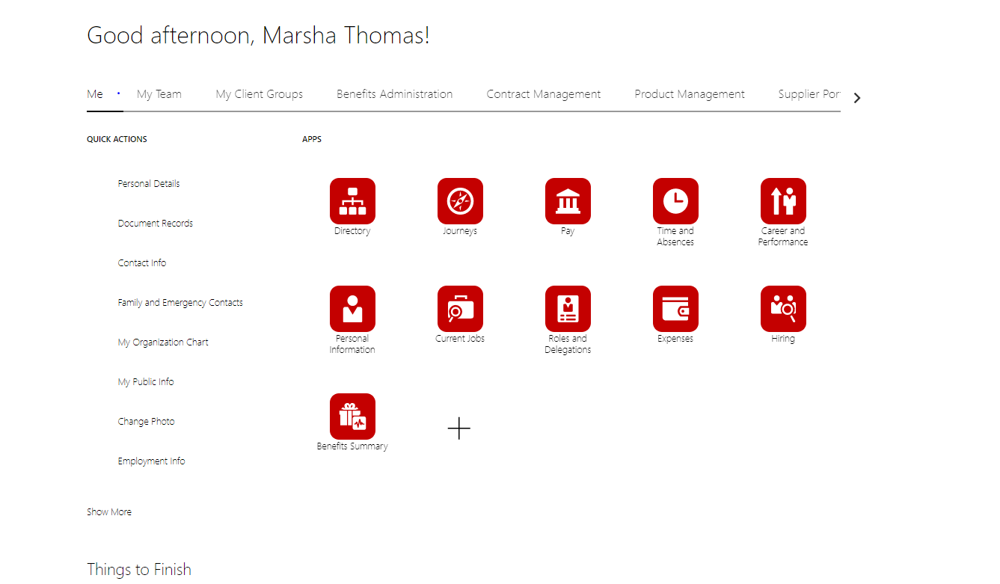 Good afternoon, Marsha Thomas!
Me
My Team
My Client Groups
Benefits Administration
Contract Management
Product Management
Supplier Por
QUICK ACTIONS
Personal Details
Document Records
Contact Info
Family and Emergency Contacts
My Organization Chart
My Public Info
Change Photo
Employment Info
Show More
APPS
Directory
Journeys
Pay
Time and
Absences
Career and
Performance
Personal
Information
Current Jobs
Roles and
Delegations
Expenses
Hiring
Benefits Summary
Things to Finish